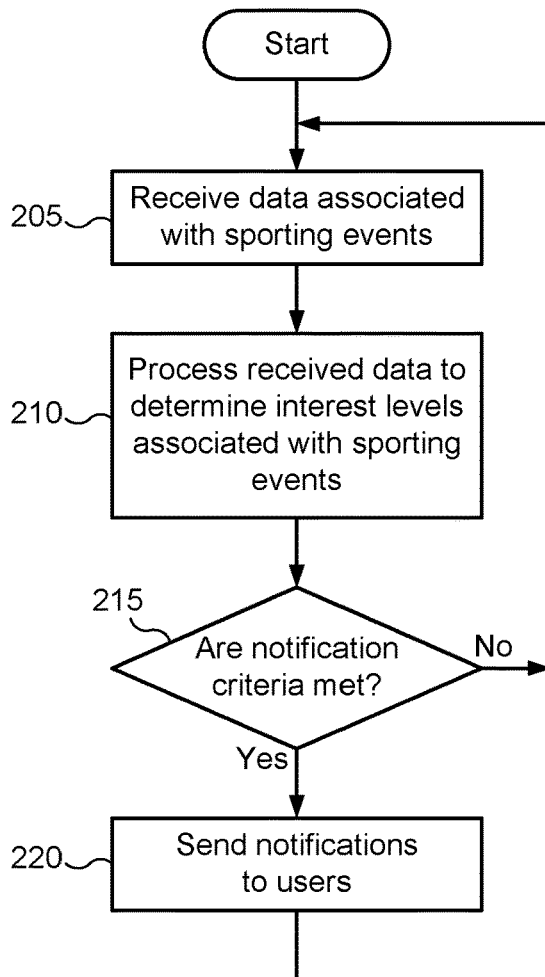 Start
205
Receive data associated
with sporting events
210
Process received data to
determine interest levels
associated with sporting
events
215
Are notification
criteria met?
No
Yes
220
Send notifications
to users